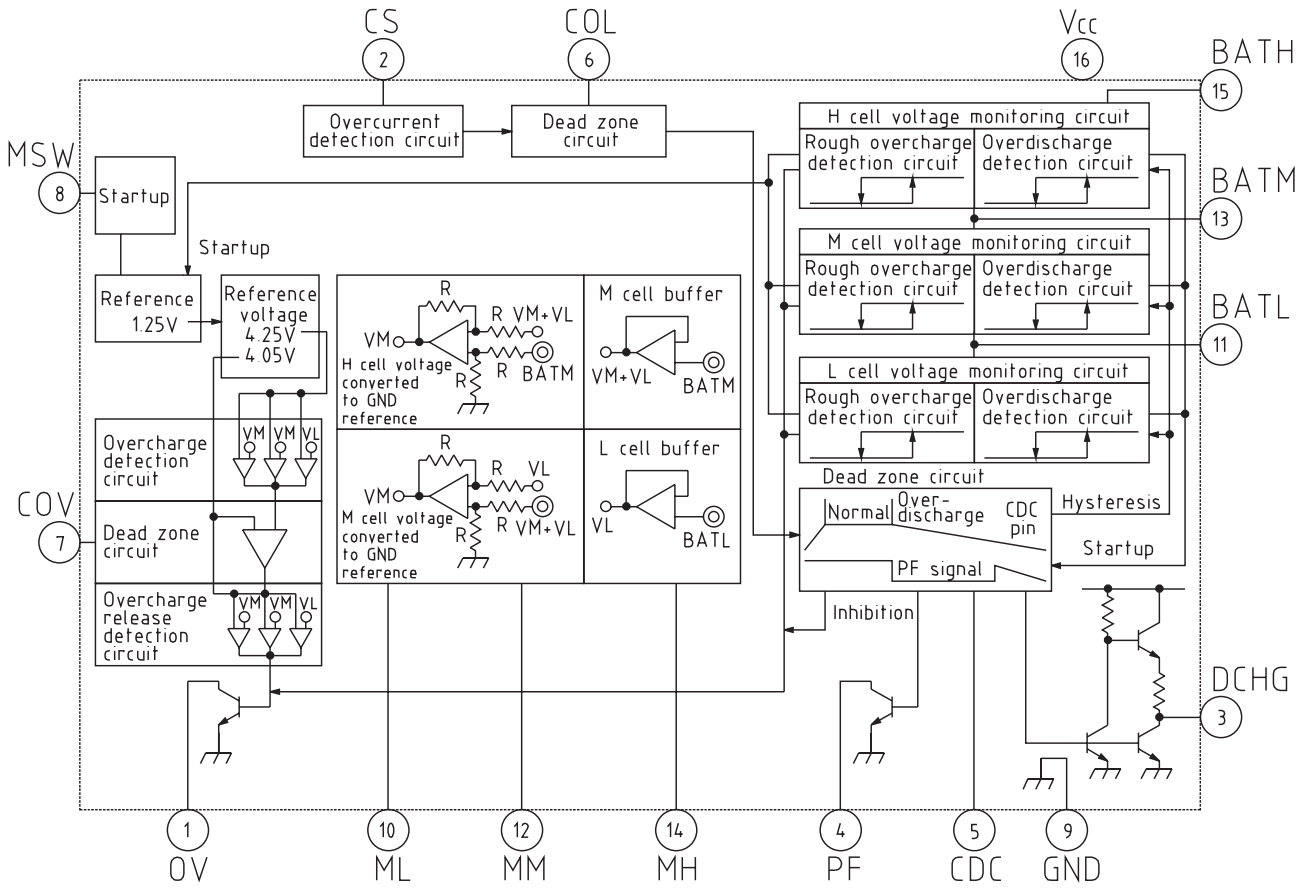 CS
2
COL
6
Vcc
16
BATH
15
Overcurrent
detection circuit
Dead zone
circuit
H cell voltage monitoring circuit
Rough overcharge
detection circuit
Overdischarge
detection circuit
MSW
8
Startup
BATM
13
Startup
M cell voltage monitoring circuit
Rough overcharge
detection circuit
Overdischarge
detection circuit
Reference
1.25V
Reference
voltage
4.25V
4.05V
R
VM
R
VM+VL
R
R
BATM
H cell voltage
converted
to GND
reference
M cell buffer
VM+VL
BATM
BATL
11
L cell voltage monitoring circuit
Rough overcharge
detection circuit
Overdischarge
detection circuit
Overcharge
detection
circuit
VM
VM
VL
R
VM
R
VL
R
R
VM+VL
M cell voltage
converted
to GND
reference
L cell buffer
VL
BATL
Dead zone circuit
Normal
Over-
discharge
CDC
pin
PF signal
Hysteresis
Startup
COV
7
Dead zone
circuit
Overcharge
release
detection
circuit
VM
VM
VL
Inhibition
DCHG
3
1
OV
10
ML
12
MM
14
MH
4
PF
5
CDC
9
GND